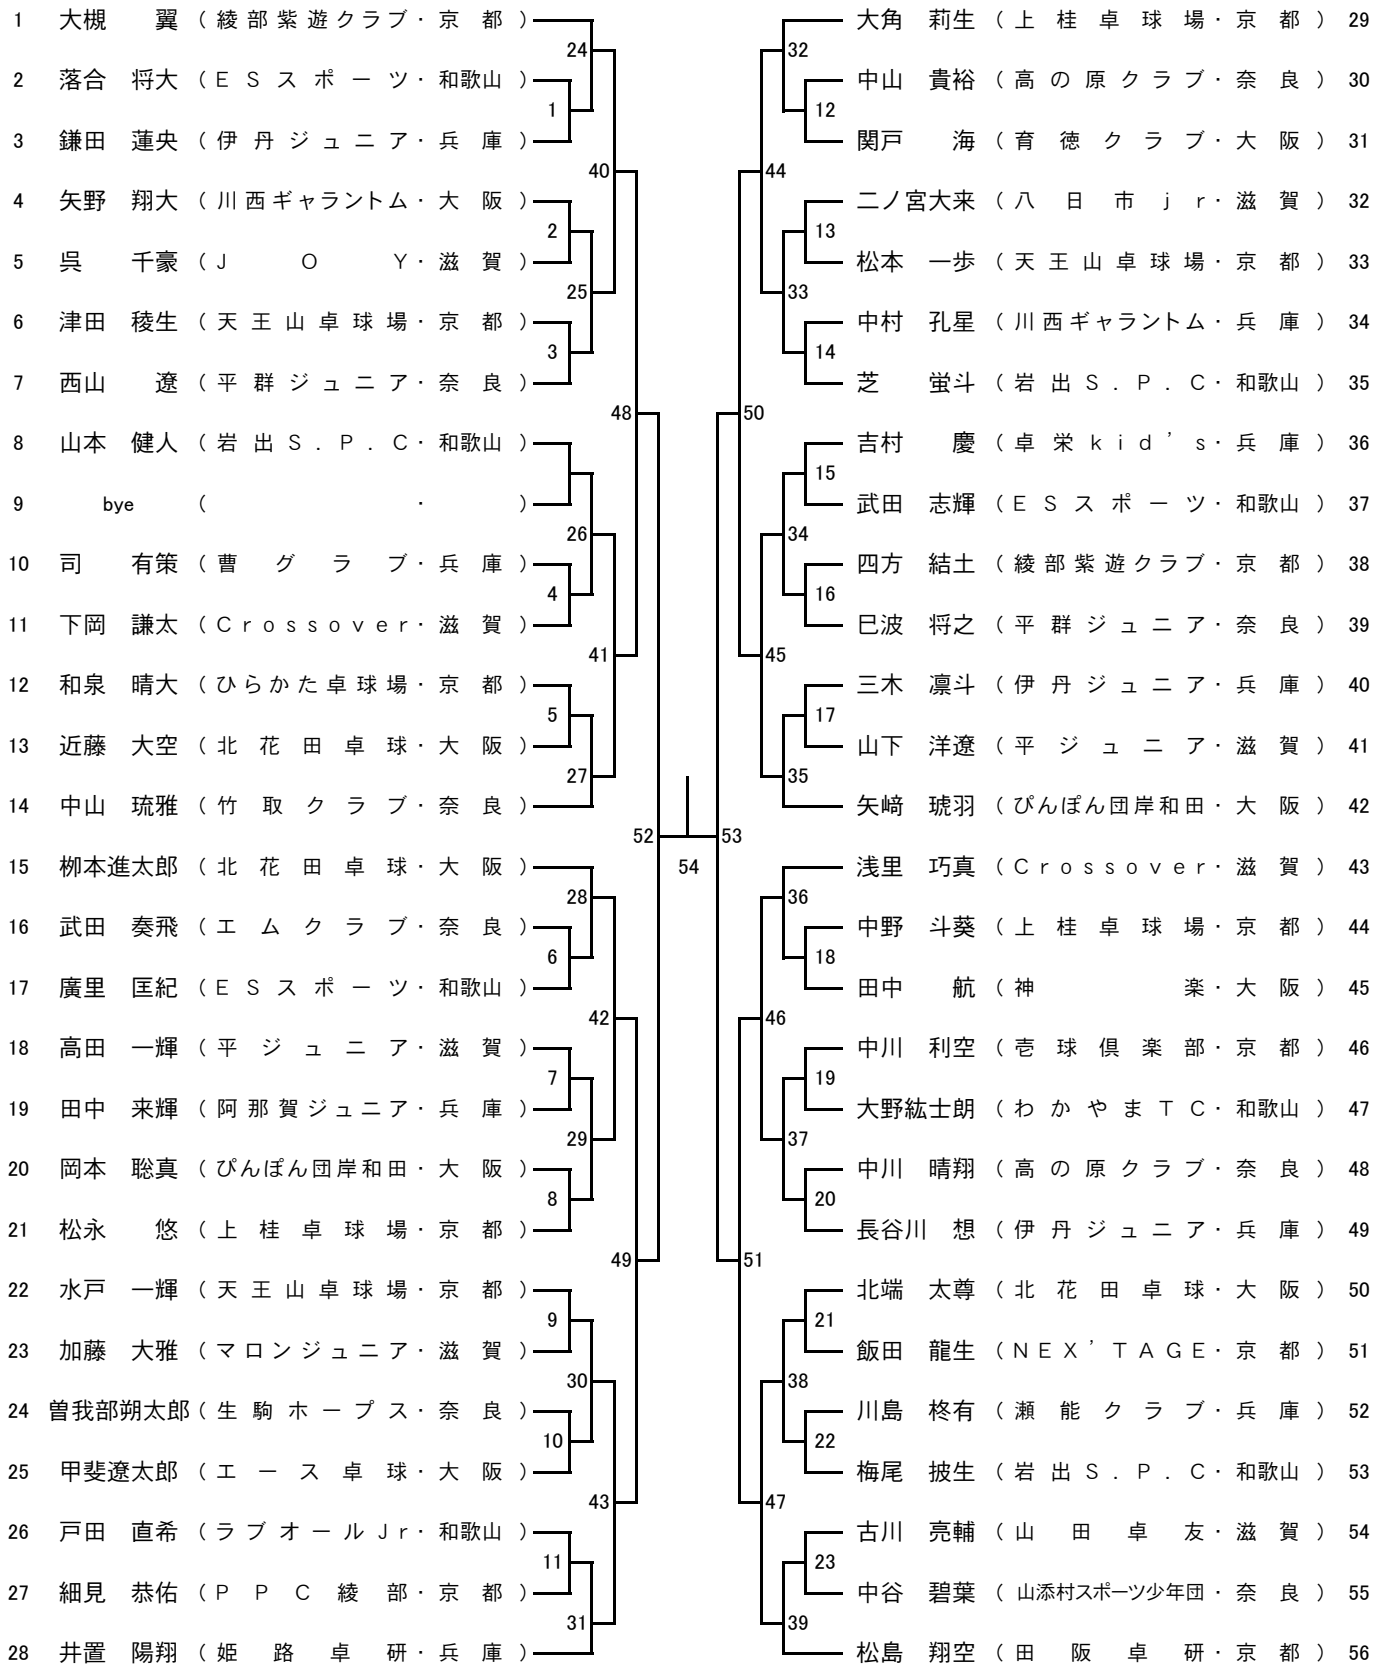 1 大槻 翼 (綾部紫遊クラブ・京都)
2 落合 将大 (ESスポーツ・和歌山)
3 鎌田 蓮央 (伊丹ジュニア・兵庫)
4 矢野 翔大 (川西ギャラントム・大阪)
5 呉 千豪 (JOY・滋賀)
6 津田 稜生 (天王山卓球場・京都)
7 西山 遼 (平群ジュニア・奈良)
8 山本 健人 (岩出S.P.C・和歌山)
9 bye ( ・ )
10 司 有策 (曹グラブ・兵庫)
11 下岡 謙太 (Crossover・滋賀)
12 和泉 晴大 (ひらかた卓球場・京都)
13 近藤 大空 (北花田卓球・大阪)
14 中山 琉雅 (竹取クラブ・奈良)
15 栁本進太郎 (北花田卓球・大阪)
16 武田 奏飛 (エムクラブ・奈良)
17 廣里 匡紀 (ESスポーツ・和歌山)
18 高田 一輝 (平ジュニア・滋賀)
19 田中 来輝 (阿那賀ジュニア・兵庫)
20 岡本 聡真 (ぴんぽん団岸和田・大阪)
21 松永 悠 (上桂卓球場・京都)
22 水戸 一輝 (天王山卓球場・京都)
23 加藤 大雅 (マロンジュニア・滋賀)
24 曽我部朔太郎 (生駒ホープス・奈良)
25 甲斐遼太郎 (エース卓球・大阪)
26 戸田 直希 (ラブオールJr・和歌山)
27 細見 恭佑 (PPC綾部・京都)
28 井置 陽翔 (姫路卓研・兵庫)
24
1
40
2
25
3
48
26
4
41
5
27
52
28
6
42
7
29
8
49
9
30
10
43
11
31
54
大角 莉生 (上桂卓球場・京都) 29
中山 貴裕 (高の原クラブ・奈良) 30
関戸 海 (育徳クラブ・大阪) 31
二ノ宮大来 (八日市jr・滋賀) 32
松本 一歩 (天王山卓球場・京都) 33
中村 孔星 (川西ギャラントム・兵庫) 34
芝 蛍斗 (岩出S.P.C・和歌山) 35
吉村 慶 (卓栄kid's・兵庫) 36
武田 志輝 (ESスポーツ・和歌山) 37
四方 結土 (綾部紫遊クラブ・京都) 38
巳波 将之 (平群ジュニア・奈良) 39
三木 凛斗 (伊丹ジュニア・兵庫) 40
山下 洋遼 (平ジュニア・滋賀) 41
矢﨑 琥羽 (ぴんぽん団岸和田・大阪) 42
浅里 巧真 (Crossover・滋賀) 43
中野 斗葵 (上桂卓球場・京都) 44
田中 航 (神楽・大阪) 45
中川 利空 (壱球倶楽部・京都) 46
大野紘士朗 (わかやまTC・和歌山) 47
中川 晴翔 (高の原クラブ・奈良) 48
長谷川 想 (伊丹ジュニア・兵庫) 49
北端 太尊 (北花田卓球・大阪) 50
飯田 龍生 (NEX'TAGE・京都) 51
川島 柊有 (瀬能クラブ・兵庫) 52
梅尾 披生 (岩出S.P.C・和歌山) 53
古川 亮輔 (山田卓友・滋賀) 54
中谷 碧葉 (山添村スポーツ少年団・奈良) 55
松島 翔空 (田阪卓研・京都) 56
32
12
44
13
33
14
50
15
34
16
45
17
35
53
36
18
46
19
37
20
51
21
38
22
47
23
39